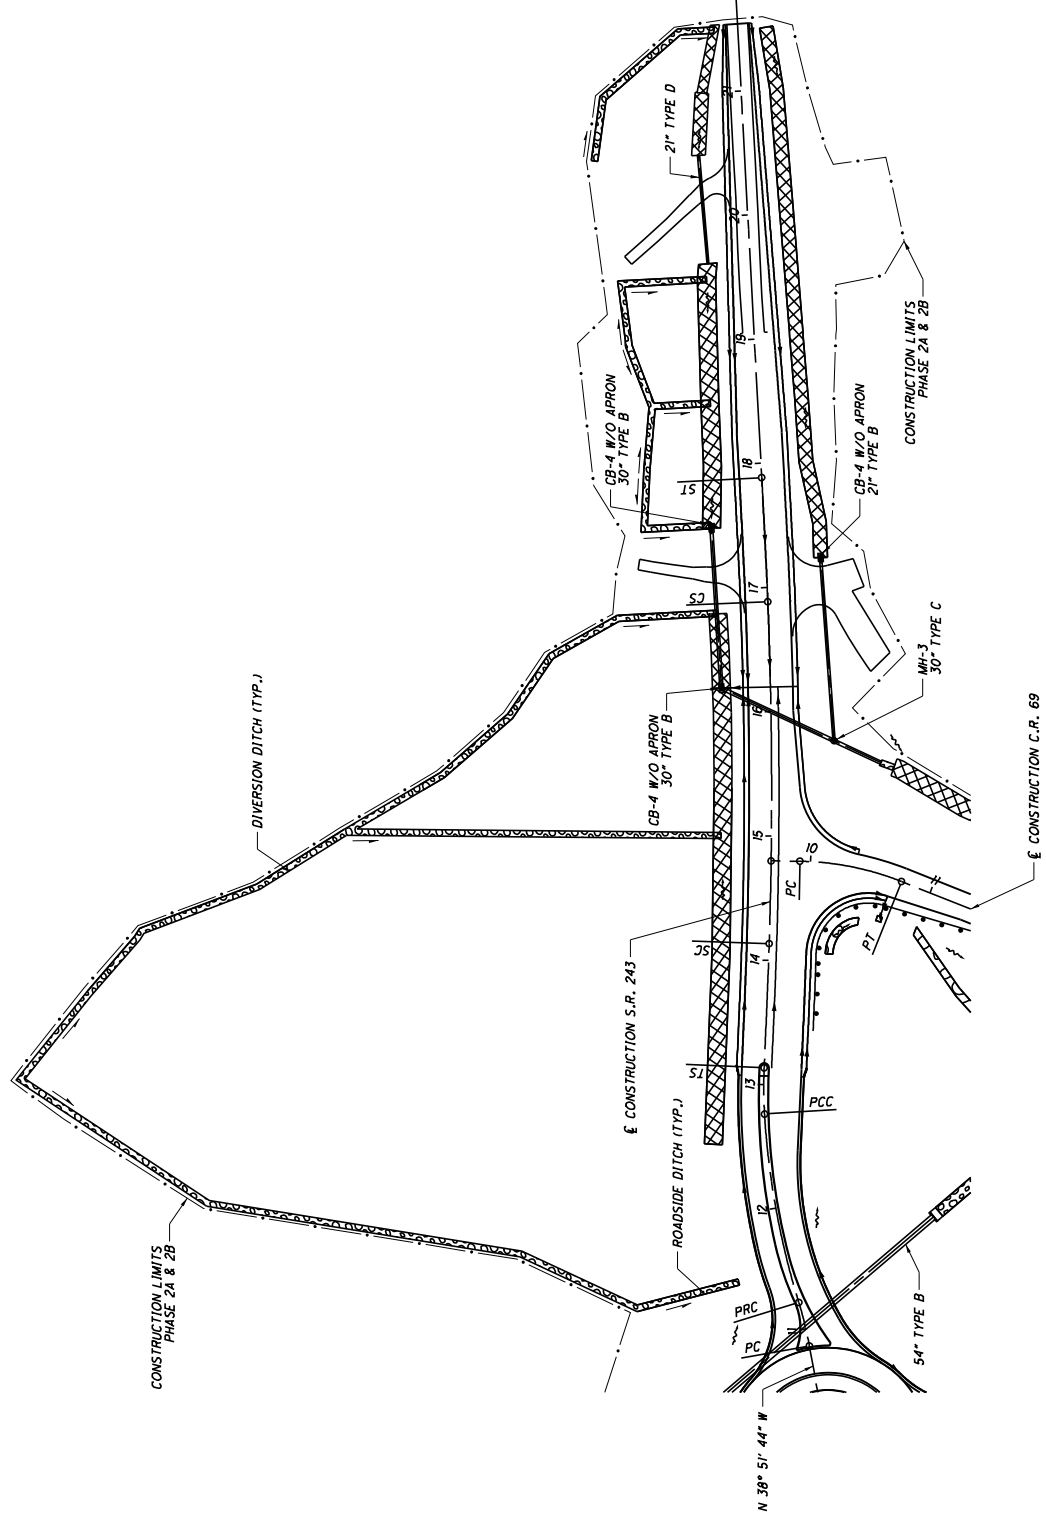 21" TYPE D
21
20
19
18
17
16
15
14
13
12
11
10
CONSTRUCTION LIMITS
PHASE 2A & 2B
CB-4 W/O APRON
30" TYPE B
ST
CB-4 W/O APRON
21" TYPE B
CS
MH-3
30" TYPE C
DIVERSION DITCH (TYP.)
CB-4 W/O APRON
30" TYPE B
℄ CONSTRUCTION C.R. 69
PC
PT
SC
℄ CONSTRUCTION S.R. 243
TS
PCC
ROADSIDE DITCH (TYP.)
CONSTRUCTION LIMITS
PHASE 2A & 2B
PRC
PC
54" TYPE B
N 38° 51' 44" W